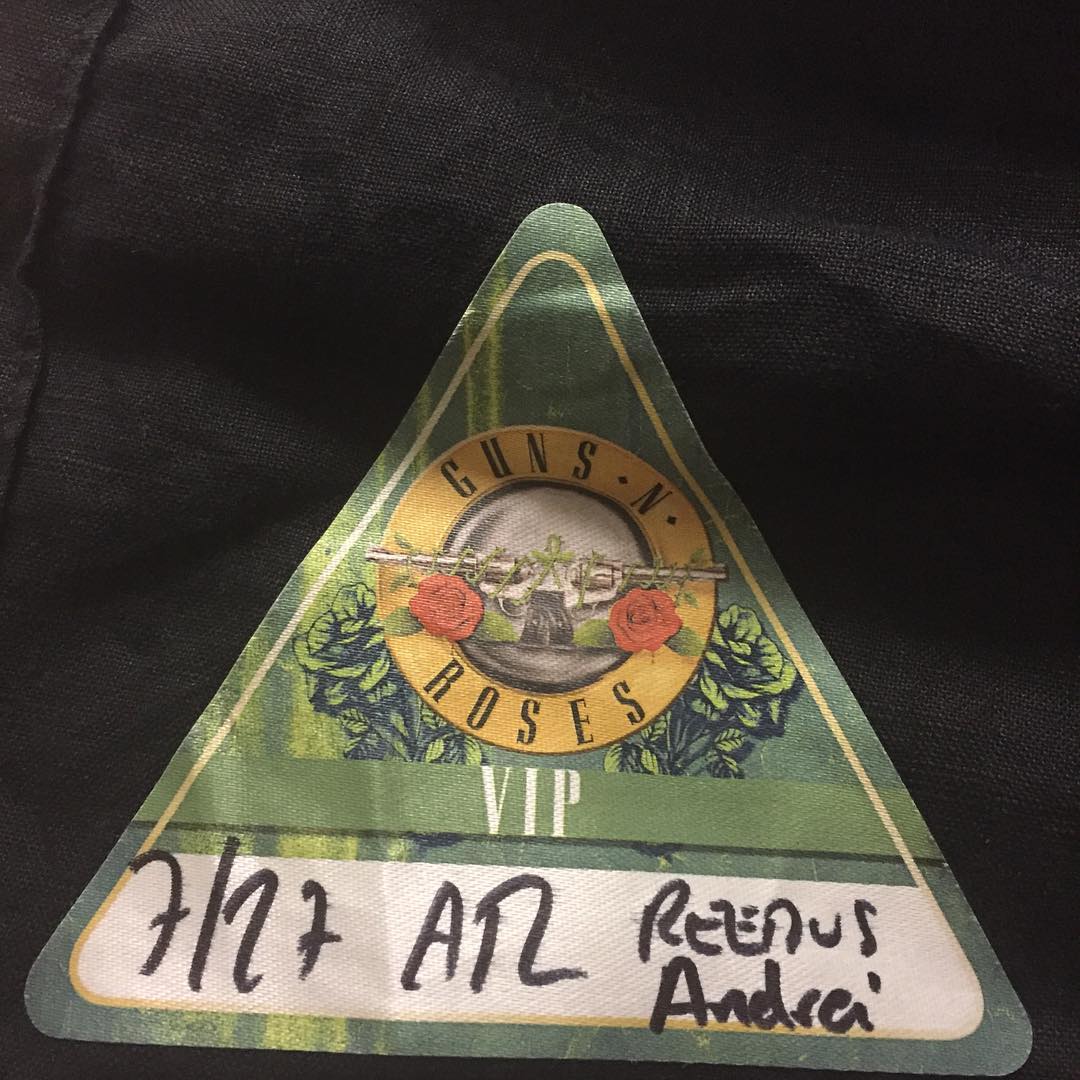 GUNS · N ·
ROSES
VIP
7/27 ATL
Andrei